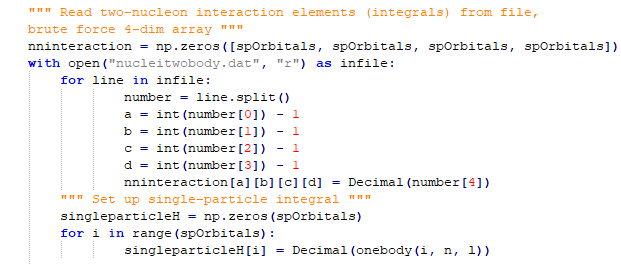 """ Read two-nucleon interaction elements (integrals) from file,
brute force 4-dim array """
nninteraction = np.zeros([spOrbitals, spOrbitals, spOrbitals, spOrbitals])
with open("nucleitwobody.dat", "r") as infile:
    for line in infile:
            number = line.split()
            a = int(number[0]) - 1
            b = int(number[1]) - 1
            c = int(number[2]) - 1
            d = int(number[3]) - 1
            nninteraction[a][b][c][d] = Decimal(number[4])
    """ Set up single-particle integral """
    singleparticleH = np.zeros(spOrbitals)
    for i in range(spOrbitals):
            singleparticleH[i] = Decimal(onebody(i, n, l))